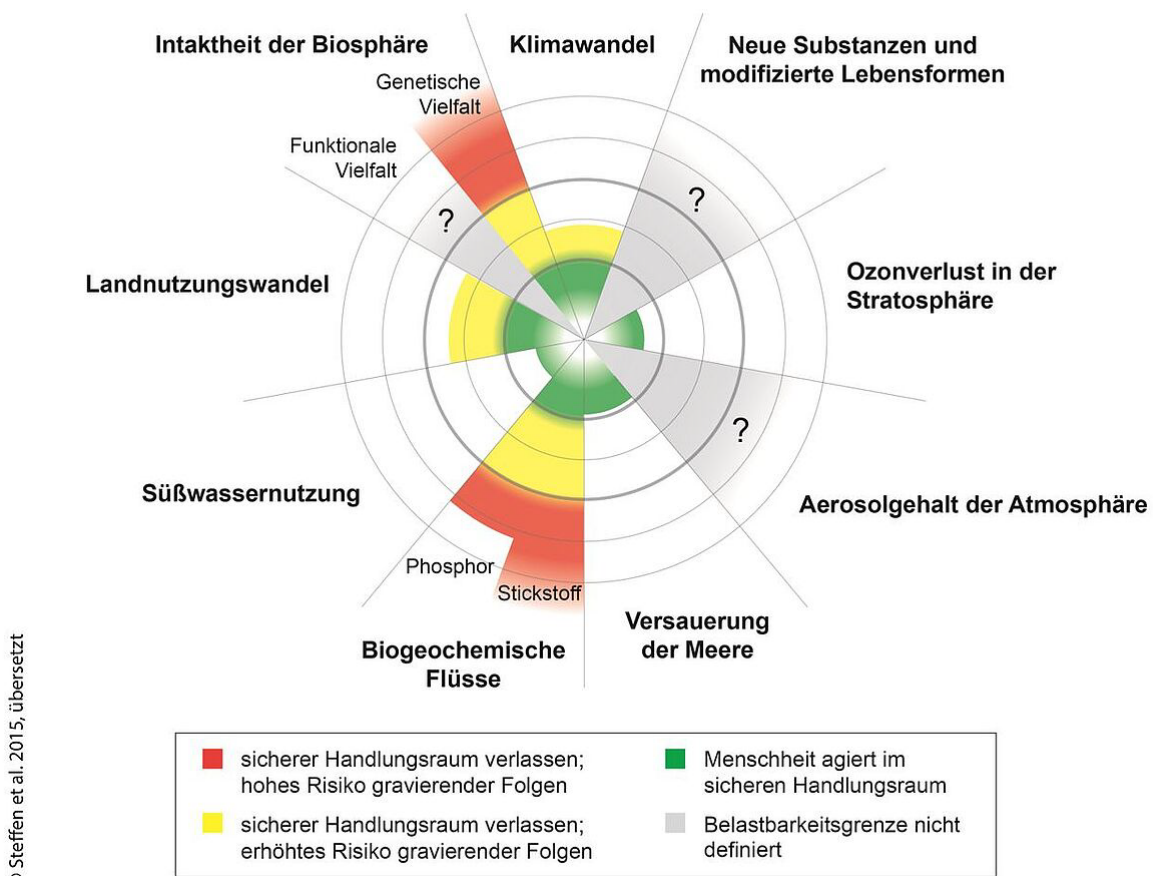 Intaktheit der Biosphäre
Klimawandel
Neue Substanzen und
modifizierte Lebensformen
Genetische
Vielfalt
Funktionale
Vielfalt
?
?
Landnutzungswandel
Ozonverlust in der
Stratosphäre
?
Süßwassernutzung
Aerosolgehalt der Atmosphäre
Phosphor
Stickstoff
Biogeochemische
Flüsse
Versauerung
der Meere
sicherer Handlungsraum verlassen;
hohes Risiko gravierender Folgen
sicherer Handlungsraum verlassen;
erhöhtes Risiko gravierender Folgen
Menschheit agiert im
sicheren Handlungsraum
Belastbarkeitsgrenze nicht
definiert
© Steffen et al. 2015, übersetzt